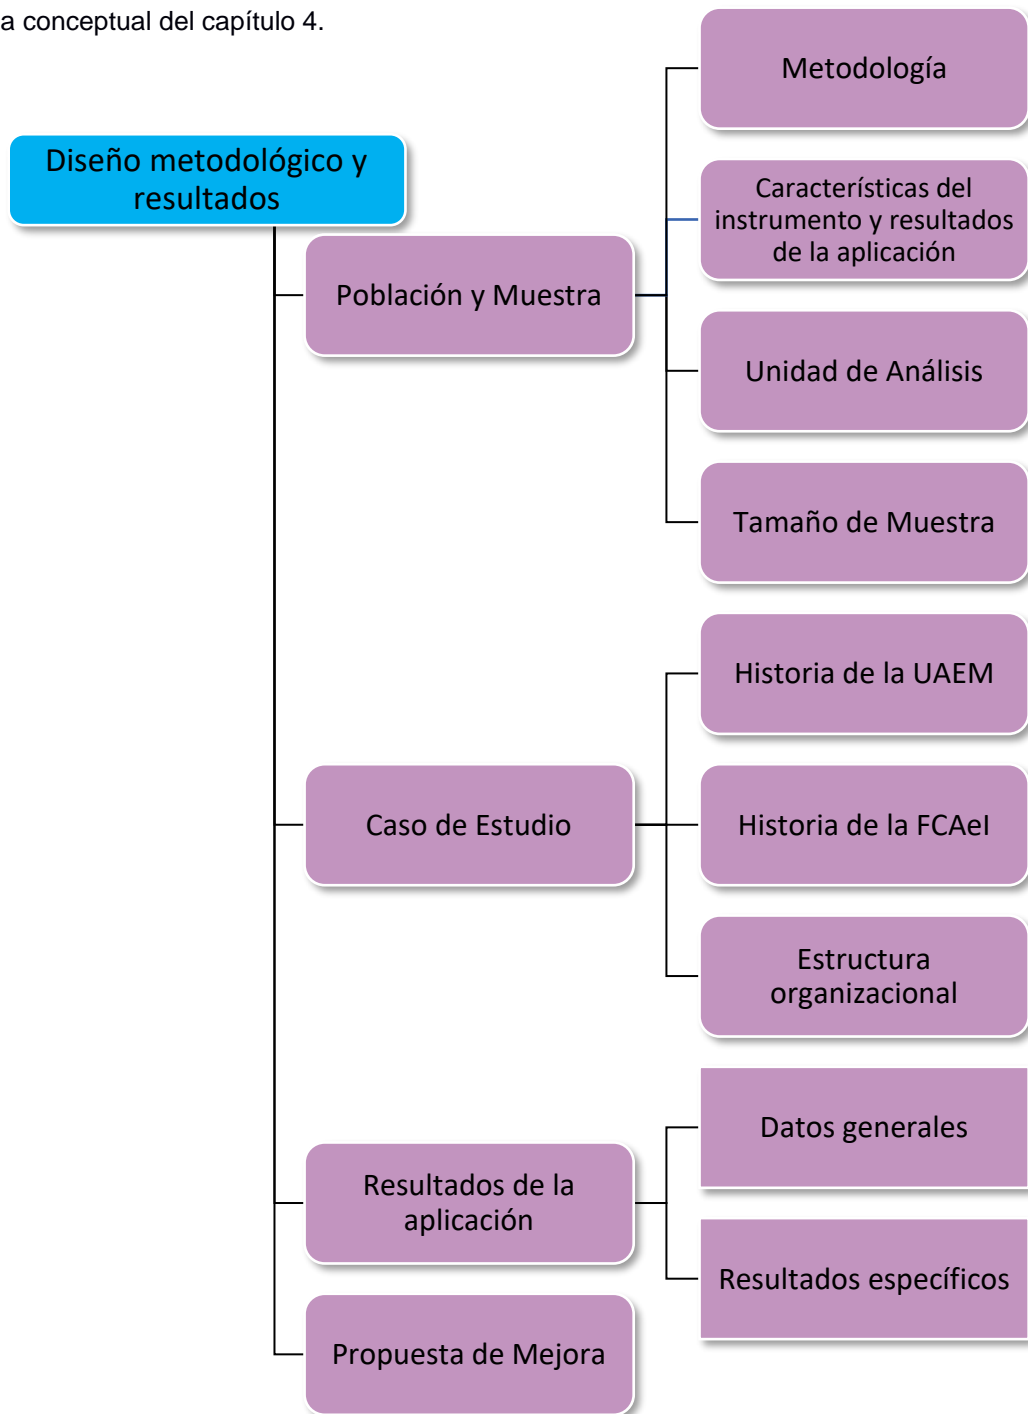 a conceptual del capítulo 4.
Diseño metodológico y
resultados
Población y Muestra
Metodología
Características del
instrumento y resultados
de la aplicación
Unidad de Análisis
Tamaño de Muestra
Caso de Estudio
Historia de la UAEM
Historia de la FCAeI
Estructura
organizacional
Resultados de la
aplicación
Datos generales
Resultados específicos
Propuesta de Mejora